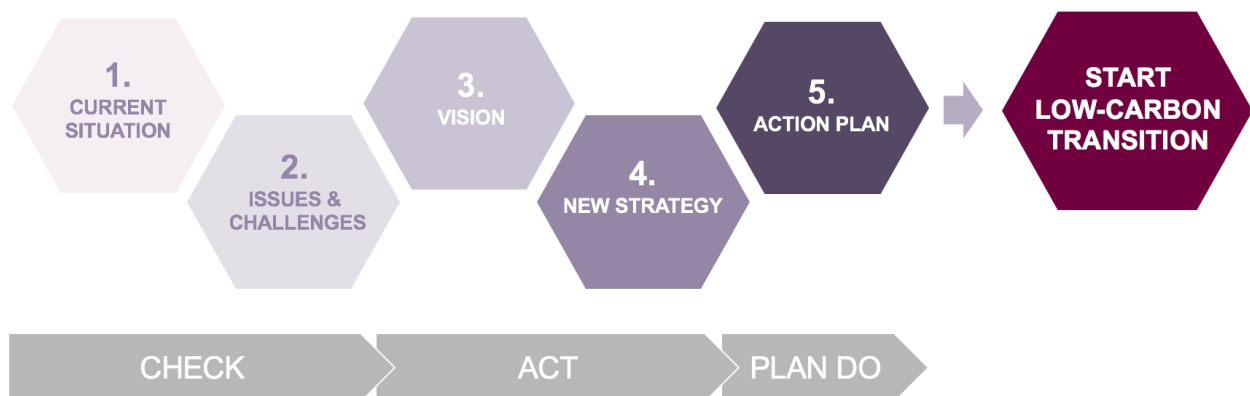 1.
CURRENT
SITUATION
2.
ISSUES &
CHALLENGES
3.
VISION
4.
NEW STRATEGY
5.
ACTION PLAN
START
LOW-CARBON
TRANSITION
CHECK
ACT
PLAN DO